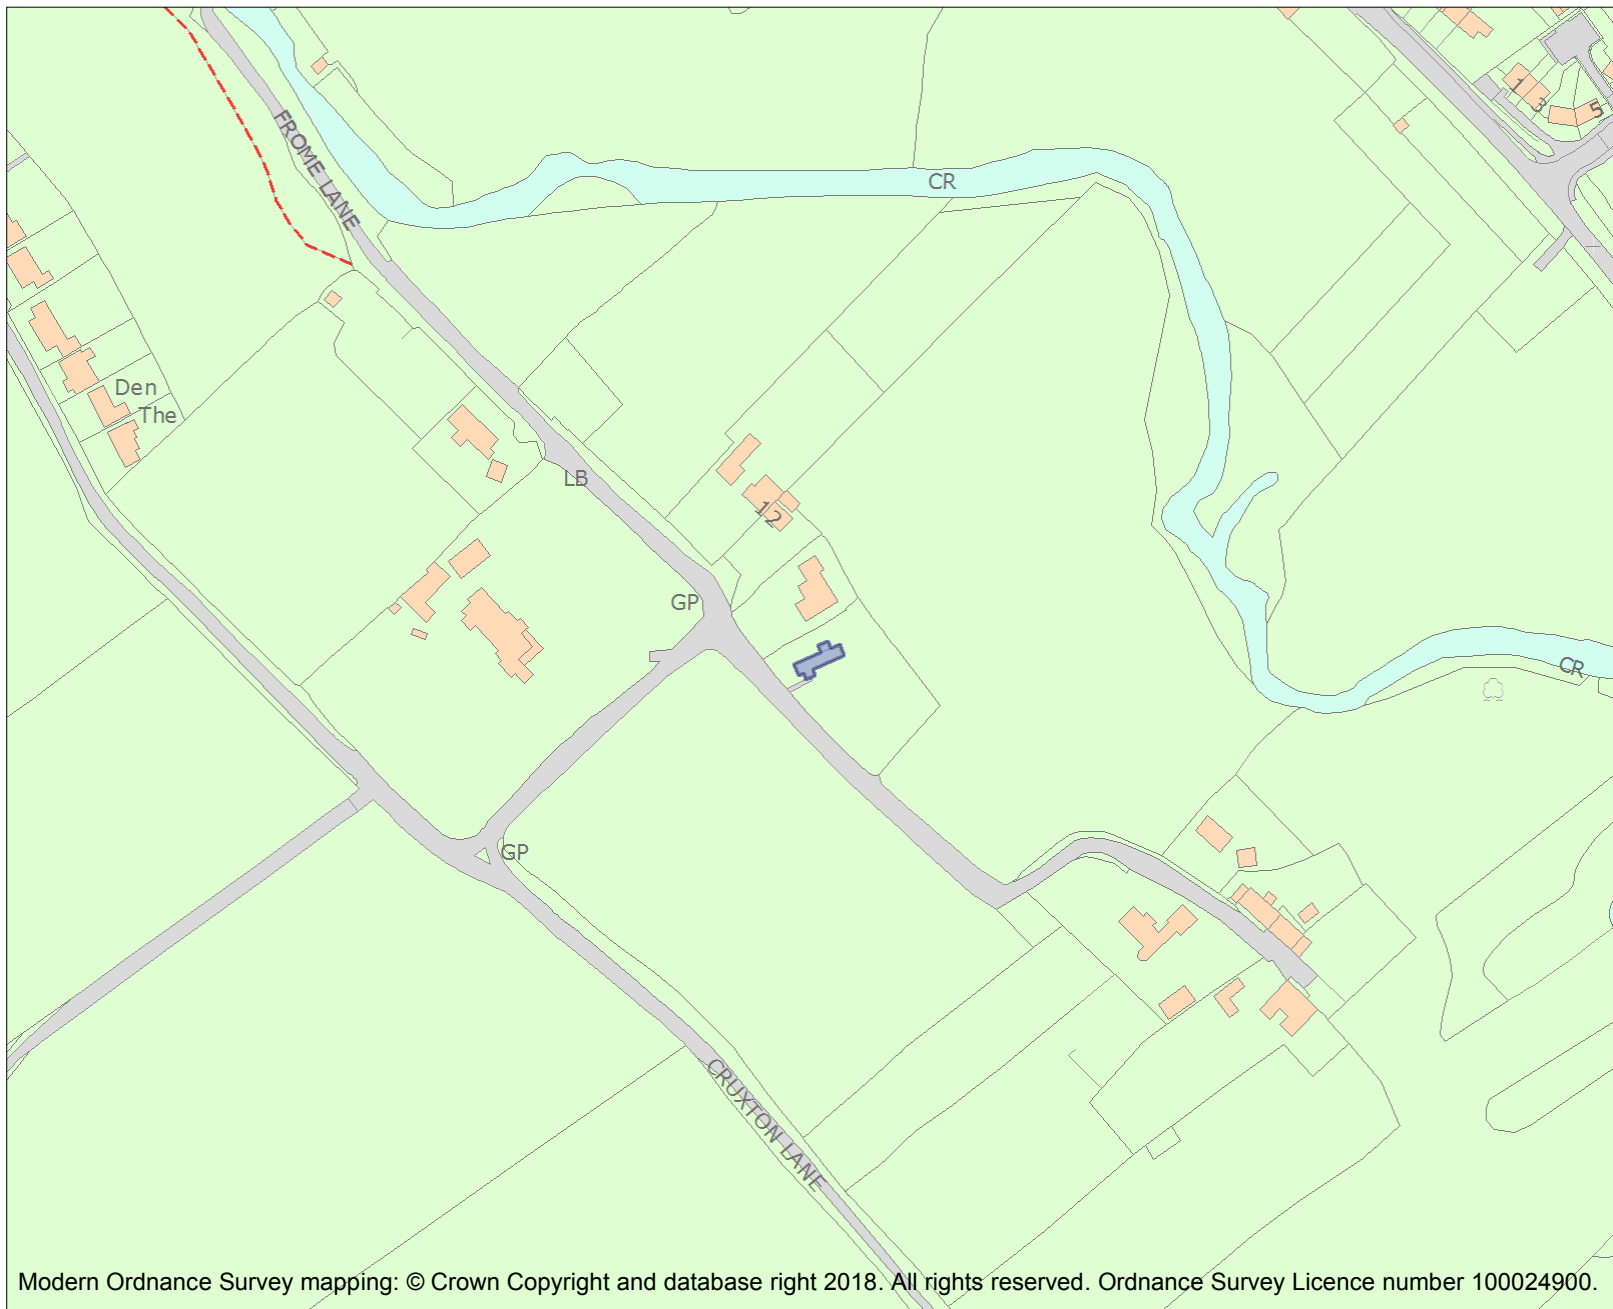 1
3
5
FROME LANE
CR
Den
The
LB
12
GP
CR
GP
CRUXTON LANE
Modern Ordnance Survey mapping: © Crown Copyright and database right 2018. All rights reserved. Ordnance Survey Licence number 100024900.